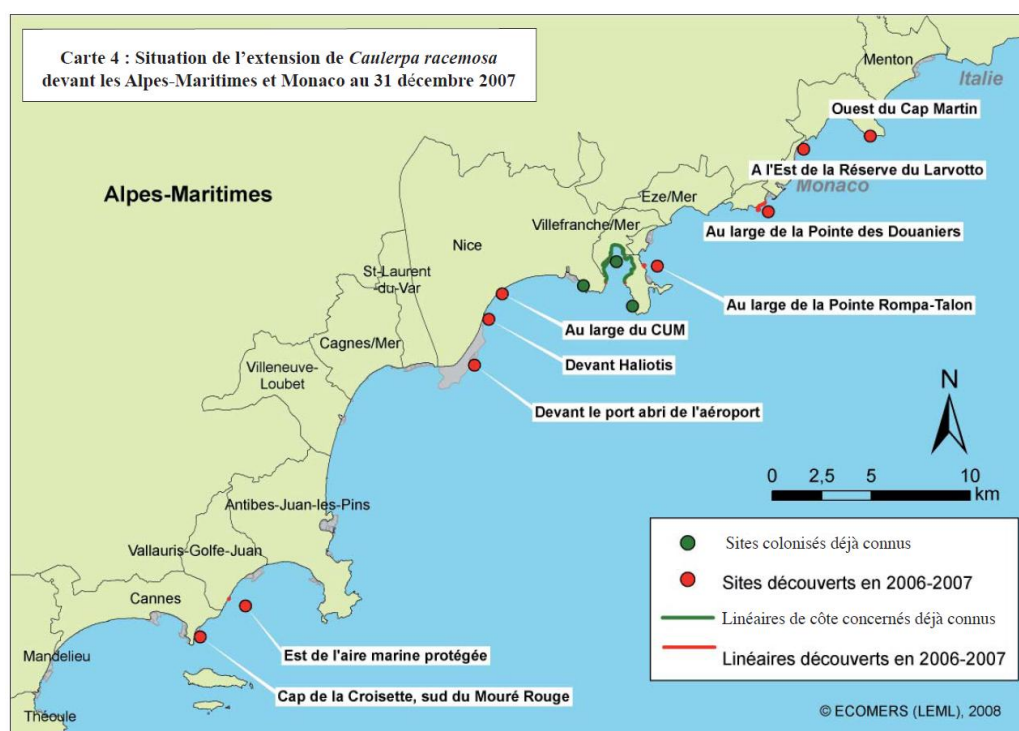 Carte 4 : Situation de l'extension de Caulerpa racemosa
devant les Alpes-Maritimes et Monaco au 31 décembre 2007
Menton
Italie
Ouest du Cap Martin
A l'Est de la Réserve du Larvotto
Monaco
Alpes-Maritimes
Eze/Mer
Villefranche/Mer
Au large de la Pointe des Douaniers
Nice
St-Laurent
-du-Var
Au large de la Pointe Rompa-Talon
Au large du CUM
Cagnes/Mer
Devant Haliotis
Villeneuve-
Loubet
Devant le port abri de l'aéroport
N
0 2,5 5 10
km
Antibes-Juan-les-Pins
Vallauris-Golfe-Juan
Cannes
Est de l'aire marine protégée
Mandelieu
Cap de la Croisette, sud du Mouré Rouge
Théoule
Sites colonisés déjà connus
Sites découverts en 2006-2007
Linéaires de côte concernés déjà connus
Linéaires découverts en 2006-2007
© ECOMERS (LEML), 2008